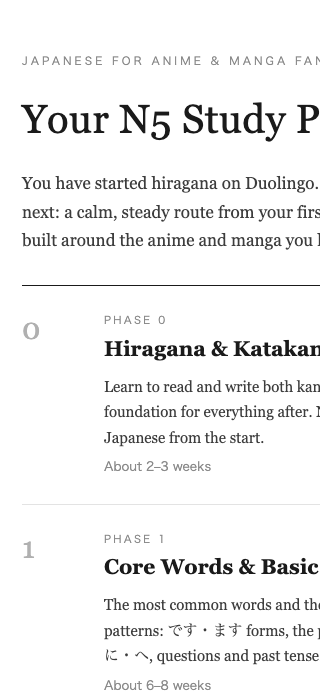 JAPANESE FOR ANIME & MANGA FAN
Your N5 Study P
You have started hiragana on Duolingo.
next: a calm, steady route from your firs
built around the anime and manga you l
0
PHASE 0
Hiragana & Katakan
Learn to read and write both kan
foundation for everything after. N
Japanese from the start.
About 2–3 weeks
1
PHASE 1
Core Words & Basic
The most common words and the
patterns: です・ます forms, the p
に・へ, questions and past tense
About 6–8 weeks